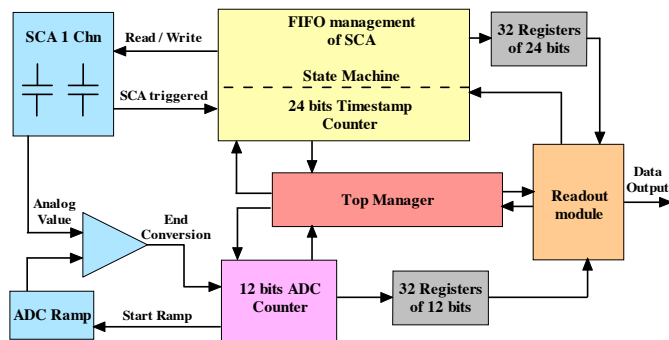 SCA 1 Chn
Read / Write
SCA triggered
FIFO management
of SCA
State Machine
24 bits Timestamp
Counter
32 Registers
of 24 bits
Top Manager
Readout
module
Data
Output
Analog
Value
End
Conversion
12 bits ADC
Counter
32 Registers
of 12 bits
ADC Ramp
Start Ramp